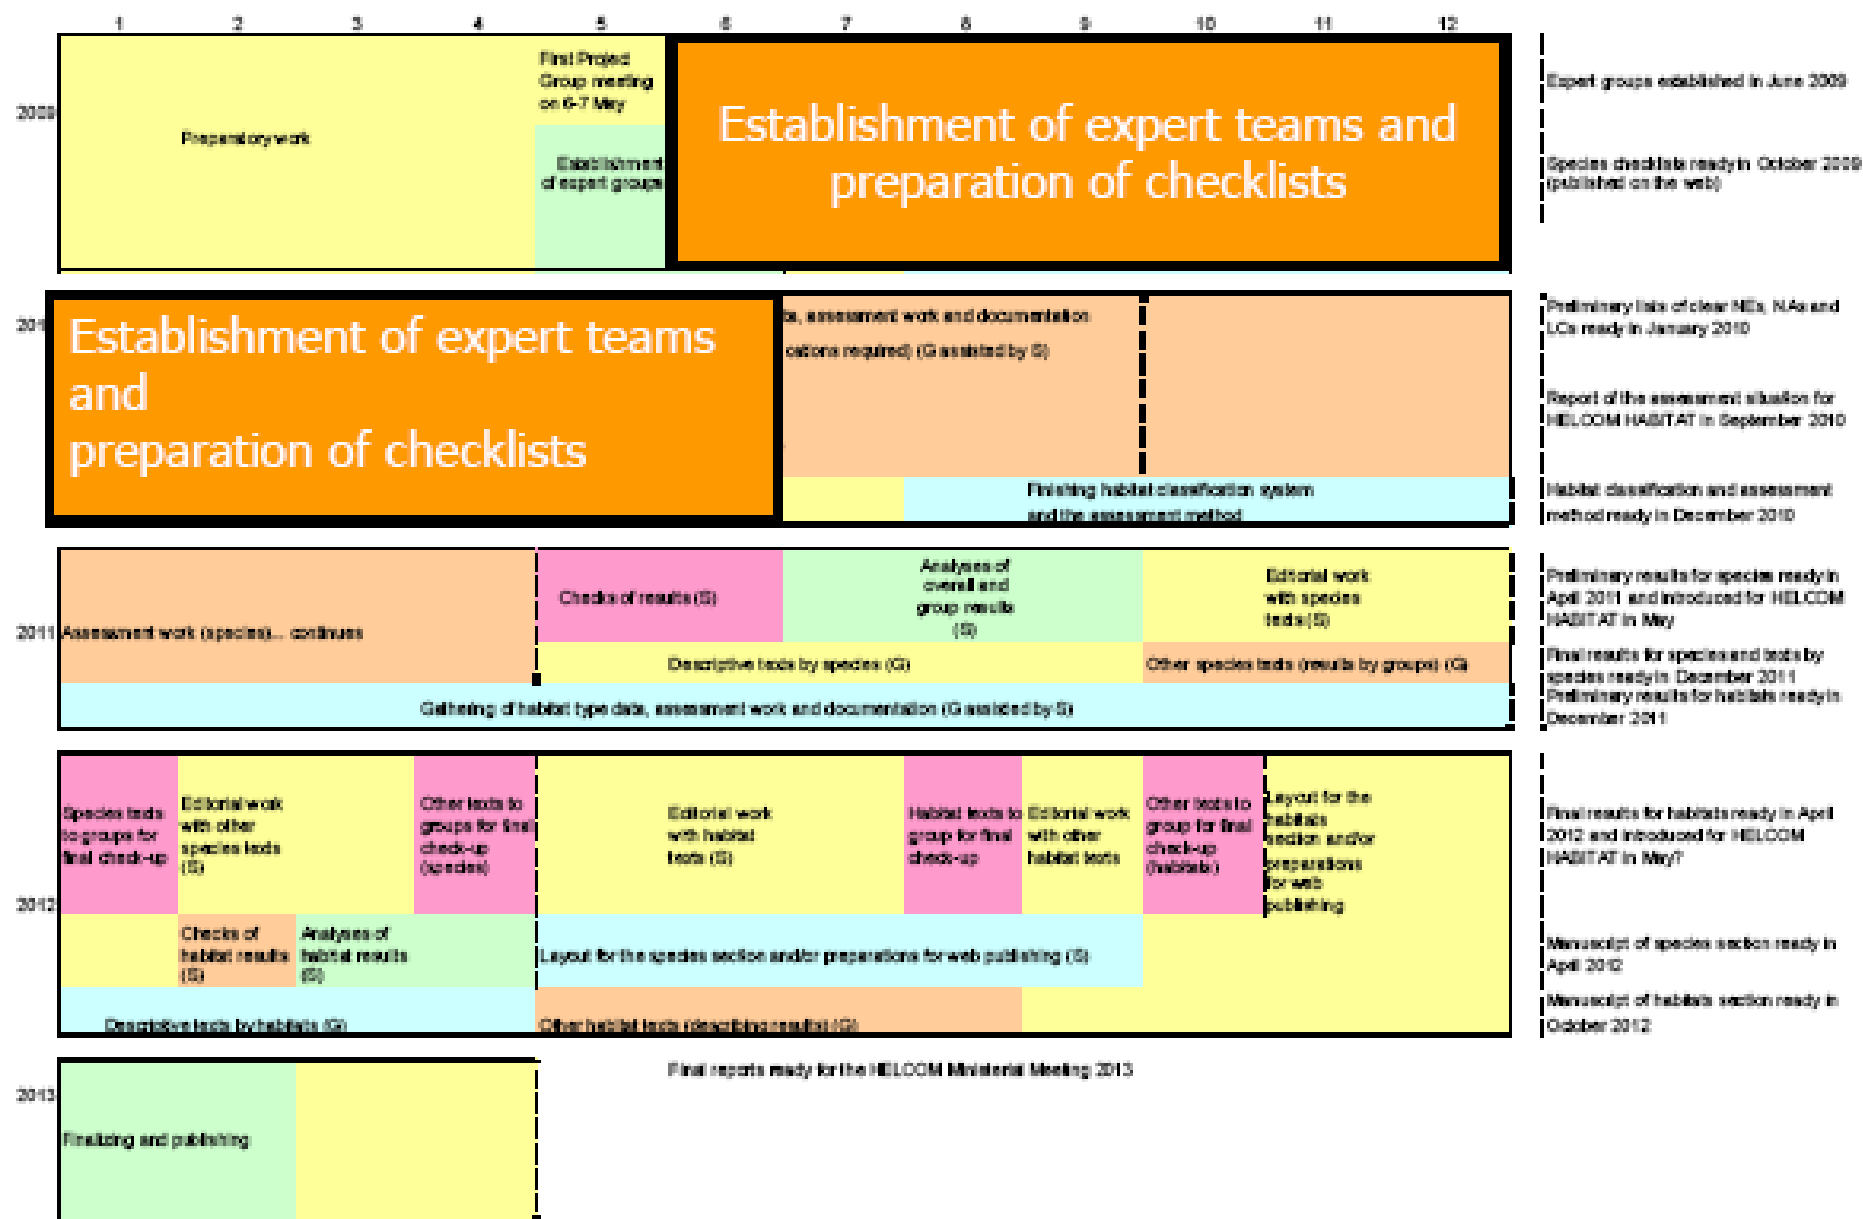 1 2 3 4 5 6 7 8 9 10 11 12
2009
Preparatory work
First Project
Group meeting
on 6-7 May
Establishment
of expert groups
Establishment of expert teams and
preparation of checklists
Expert groups established in June 2009
Species checklists ready in October 2009
(published on the web)
201
Establishment of expert teams
and
preparation of checklists
ta, assessment work and documentation
cations required) (G assisted by S)
Finishing habitat classification system
and the assessment method
Preliminary lists of clear NEs, NAs and
LCs ready in January 2010
Report of the assessment situation for
HELCOM HABITAT in September 2010
Habitat classification and assessment
method ready in December 2010
2011
Assessment work (species)... continues
Checks of results (S)
Analyses of
overall and
group results
(S)
Editorial work
with species
texts (S)
Descriptive texts by species (G)
Other species texts (results by groups) (G)
Gathering of habitat type data, assessment work and documentation (G assisted by S)
Preliminary results for species ready in
April 2011 and introduced for HELCOM
HABITAT in May
Final results for species and texts by
species ready in December 2011
Preliminary results for habitats ready in
December 2011
2012
Species texts
to groups for
final check-up
Editorial work
with other
species texts
(S)
Other texts to
groups for final
check-up
(species)
Editorial work
with habitat
texts (S)
Habitat texts to
group for final
check-up
Editorial work
with other
habitat texts
Other texts to
group for final
check-up
(habitats)
Layout for the
habitats
section and/or
preparations
for web
publishing
Checks of
habitat results
(S)
Analyses of
habitat results
(S)
Layout for the species section and/or preparations for web publishing (S)
Descriptive texts by habitats (G)
Other habitat texts (describing results) (G)
Final results for habitats ready in April
2012 and introduced for HELCOM
HABITAT in May?
Manuscript of species section ready in
April 2012
Manuscript of habitats section ready in
October 2012
2013
Finalizing and publishing
Final reports ready for the HELCOM Ministerial Meeting 2013